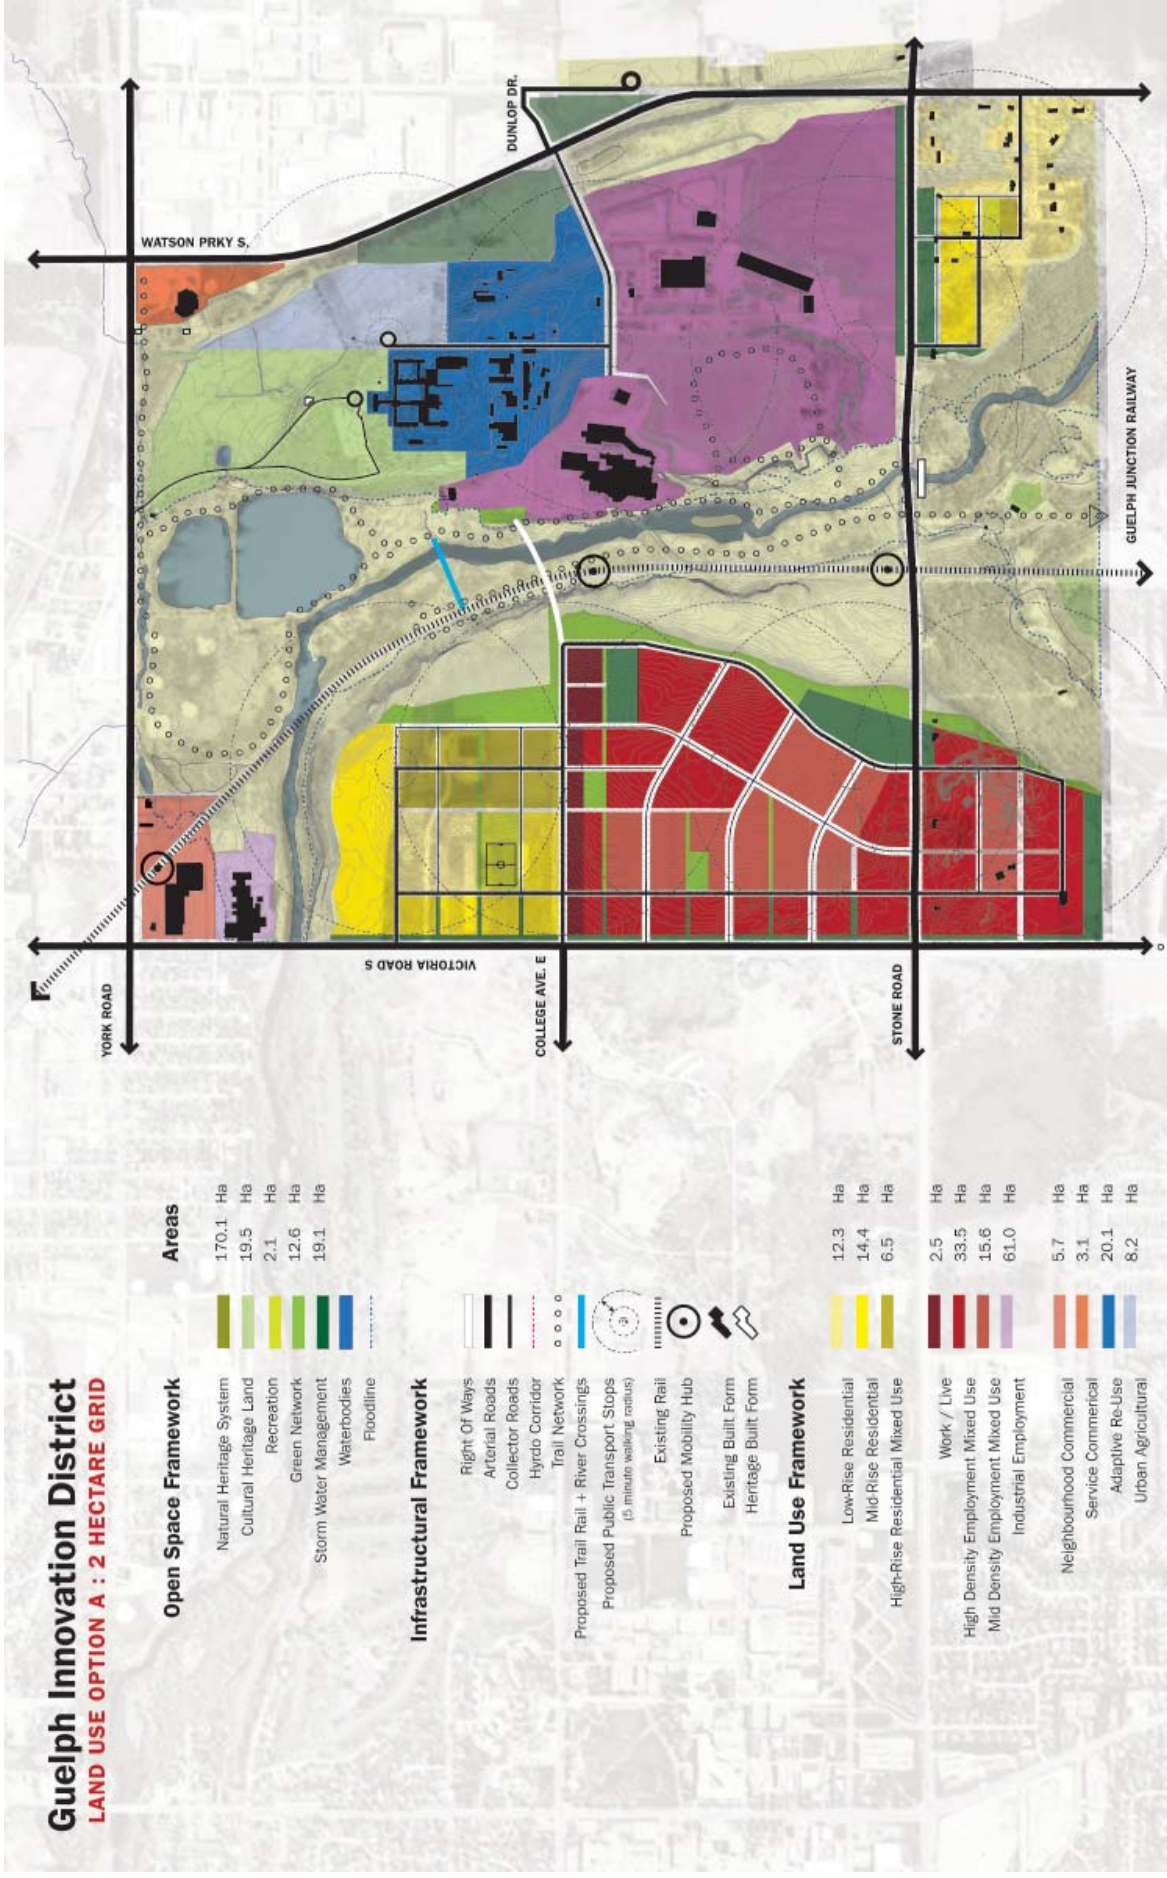 Guelph Innovation District
LAND USE OPTION A : 2 HECTARE GRID
Open Space Framework
Areas
Natural Heritage System 170.1 Ha
Cultural Heritage Land 19.5 Ha
Recreation 2.1 Ha
Green Network 12.6 Ha
Storm Water Management 19.1 Ha
Waterbodies
Floodline
Infrastructural Framework
Right Of Ways
Arterial Roads
Collector Roads
Hyrdo Corridor
Trail Network
Proposed Trail Rail + River Crossings
Proposed Public Transport Stops
(5 minute walking radius)
Existing Rail
Proposed Mobility Hub
Existing Built Form
Heritage Built Form
Land Use Framework
Low-Rise Residential 12.3 Ha
Mid-Rise Residential 14.4 Ha
High-Rise Residential Mixed Use 6.5 Ha
Work / Live 2.5 Ha
High Density Employment Mixed Use 33.5 Ha
Mid Density Employment Mixed Use 15.6 Ha
Industrial Employment 61.0 Ha
Neighbourhood Commercial 5.7 Ha
Service Commerical 3.1 Ha
Adaptive Re-Use 20.1 Ha
Urban Agricultural 8.2 Ha
YORK ROAD
VICTORIA ROAD S
COLLEGE AVE. E
STONE ROAD
WATSON PRKY S.
DUNLOP DR.
GUELPH JUNCTION RAILWAY